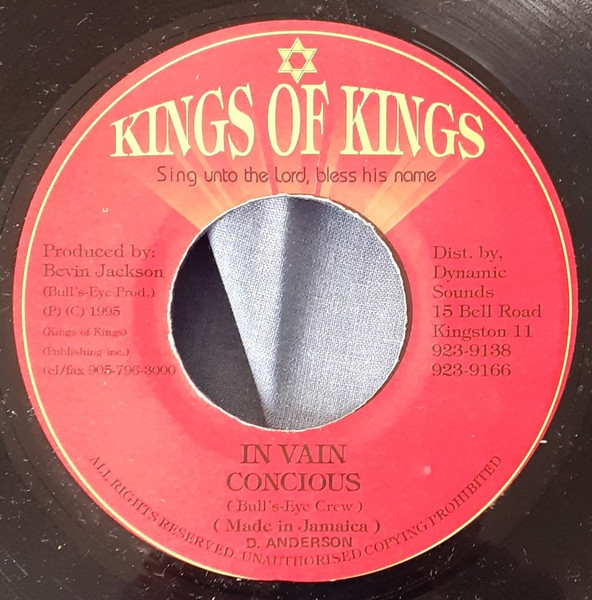 KINGS OF KINGS
Sing unto the Lord, bless his name
Produced by:
Bevin Jackson
(Bull's-Eye Prod.)
(P) (C) 1995
(Kings of Kings)
(Publishing inc.)
tel/fax 905-796-3000
Dist. by,
Dynamic
Sounds
15 Bell Road
Kingston 11
923-9138
923-9166
IN VAIN
CONCIOUS
(Bull's-Eye Crew)
(Made in Jamaica)
D. ANDERSON
ALL RIGHTS RESERVED. UNAUTHORISED COPYING PROHIBITED